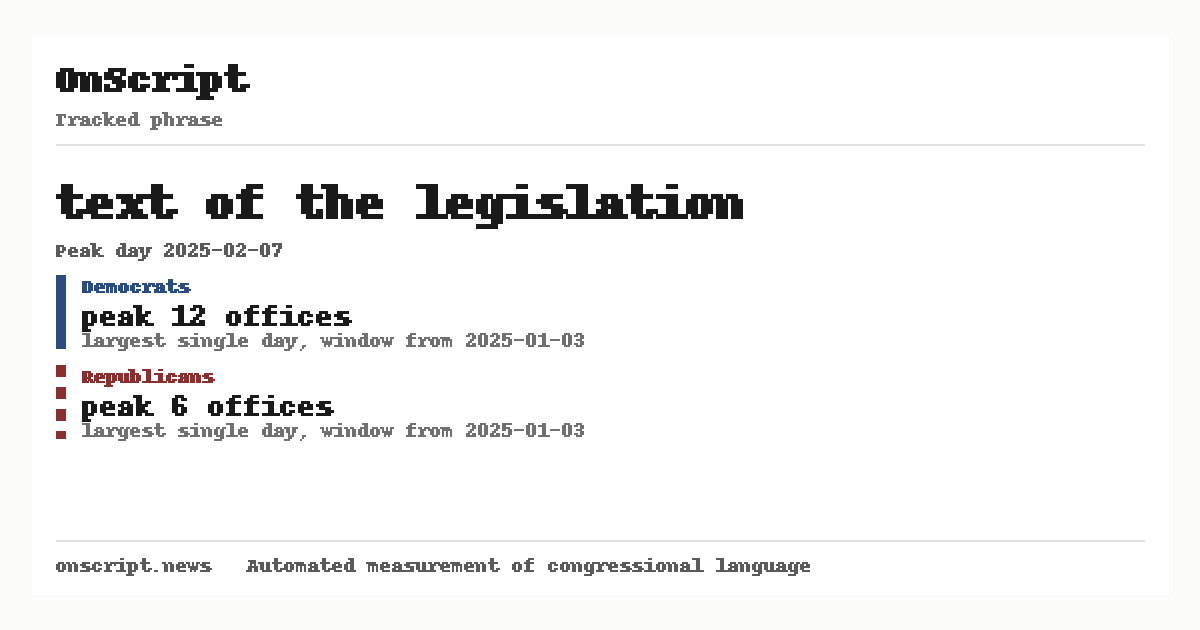 OnScript
Tracked phrase
text of the legislation
Peak day 2025-02-07
Democrats
peak 12 offices
largest single day, window from 2025-01-03
Republicans
peak 6 offices
largest single day, window from 2025-01-03
onscript.news Automated measurement of congressional language